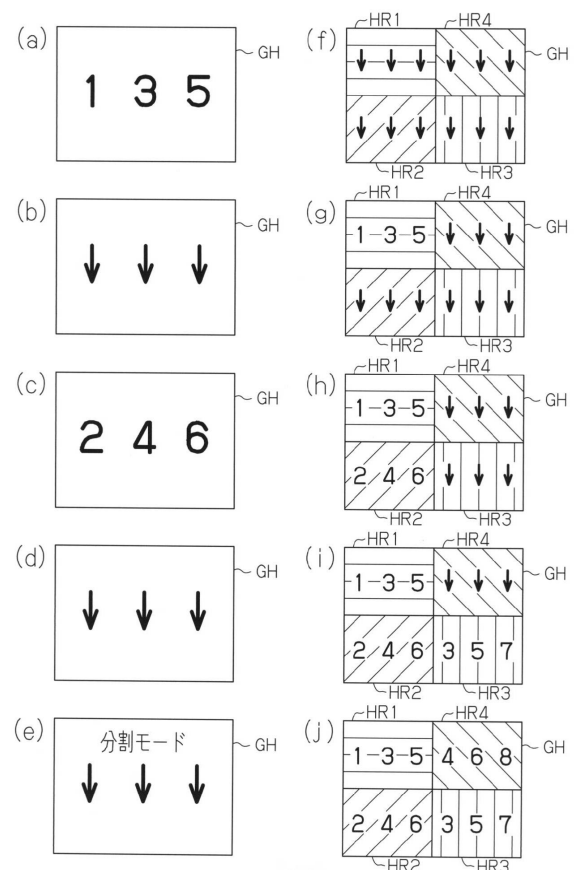 (a)
GH
1 3 5
(b)
GH
↓ ↓ ↓
(c)
GH
2 4 6
(d)
GH
↓ ↓ ↓
(e)
GH
分割モード
↓ ↓ ↓
(f)
HR1 HR4
GH
↓ ↓ ↓ ↓ ↓ ↓
↓ ↓ ↓ ↓ ↓ ↓
HR2 HR3
(g)
HR1 HR4
GH
1 3 5 ↓ ↓ ↓
↓ ↓ ↓ ↓ ↓ ↓
HR2 HR3
(h)
HR1 HR4
GH
1 3 5 ↓ ↓ ↓
2 4 6 ↓ ↓ ↓
HR2 HR3
(i)
HR1 HR4
GH
1 3 5 ↓ ↓ ↓
2 4 6 3 5 7
HR2 HR3
(j)
HR1 HR4
GH
1 3 5 4 6 8
2 4 6 3 5 7
HR2 HR3